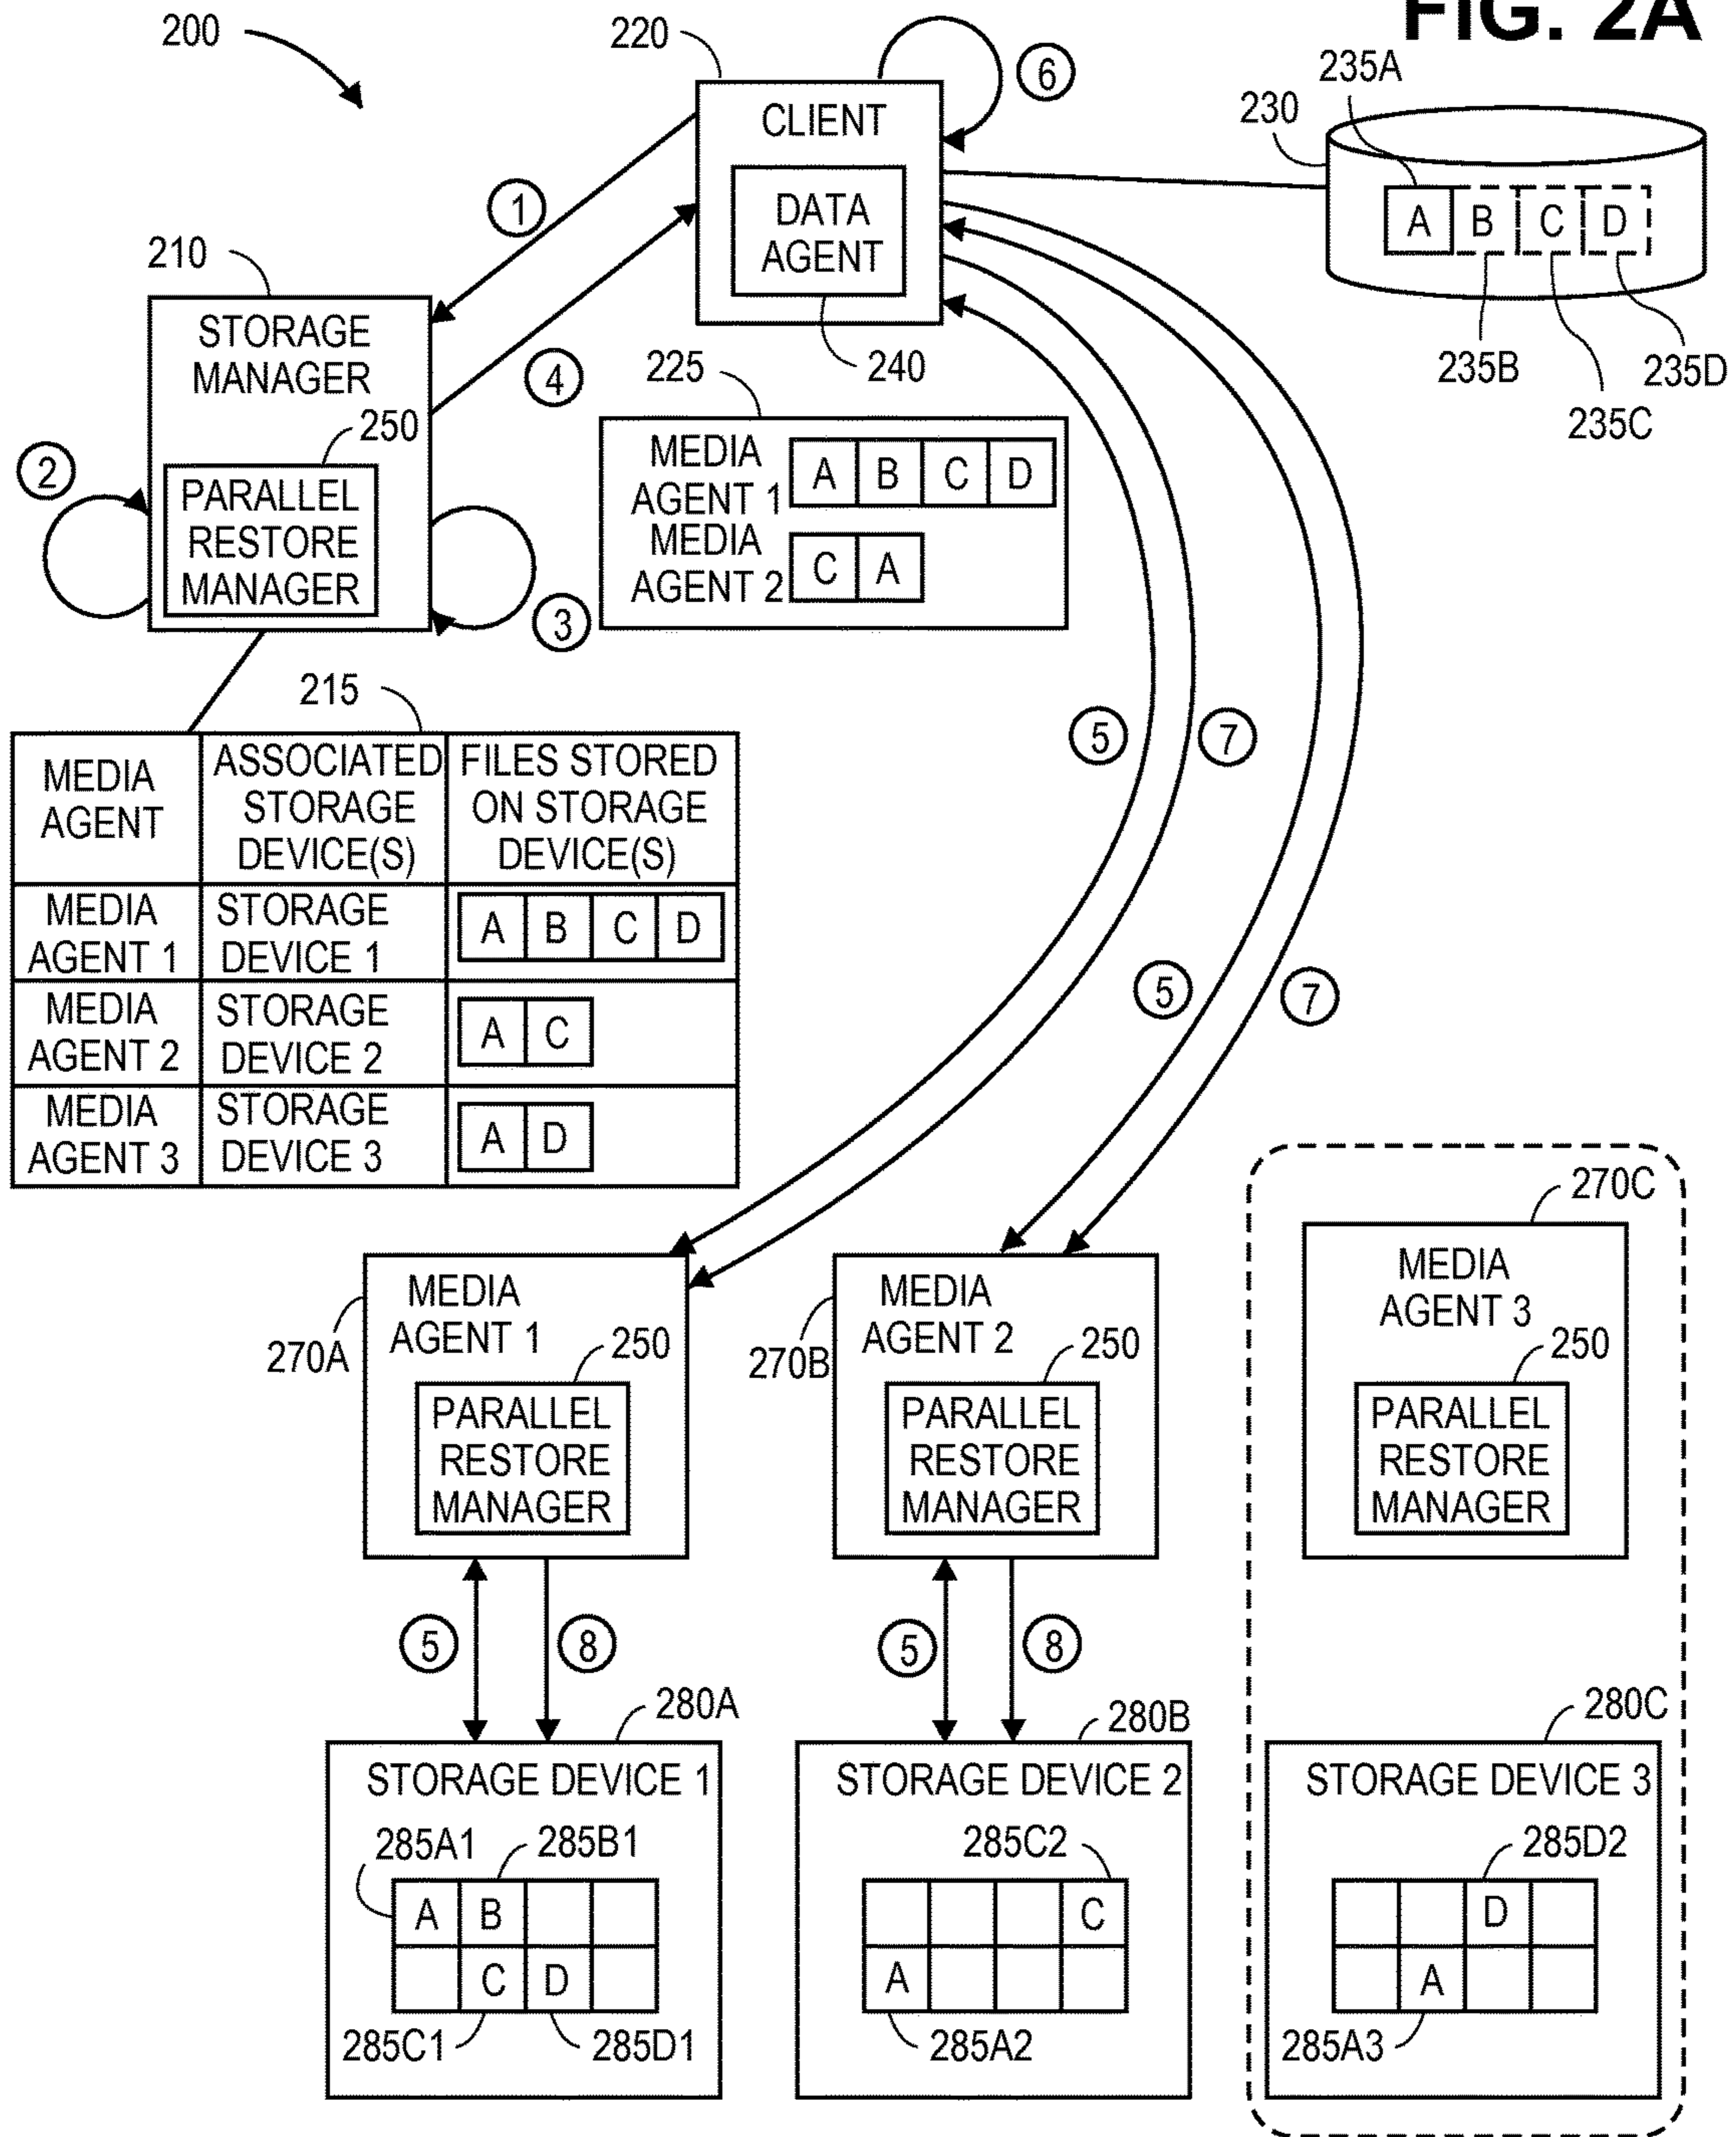 FIG. 2A
200
220
6
235A
230
CLIENT
DATA
AGENT
A B C D
1
210
STORAGE
MANAGER
4
225
240
235B
235D
235C
250
2
PARALLEL
RESTORE
MANAGER
3
MEDIA
AGENT 1
A B C D
MEDIA
AGENT 2
C A
215
5
7
MEDIA
AGENT
ASSOCIATED
STORAGE
DEVICE(S)
FILES STORED
ON STORAGE
DEVICE(S)
MEDIA
AGENT 1
STORAGE
DEVICE 1
A B C D
MEDIA
AGENT 2
STORAGE
DEVICE 2
A C
MEDIA
AGENT 3
STORAGE
DEVICE 3
A D
5
7
270A
MEDIA
AGENT 1
250
PARALLEL
RESTORE
MANAGER
270B
MEDIA
AGENT 2
250
PARALLEL
RESTORE
MANAGER
270C
MEDIA
AGENT 3
250
PARALLEL
RESTORE
MANAGER
5
8
5
8
280A
STORAGE DEVICE 1
285A1
285B1
A B
C D
285C1
285D1
280B
STORAGE DEVICE 2
285C2
C
A
285A2
280C
STORAGE DEVICE 3
285D2
D
A
285A3